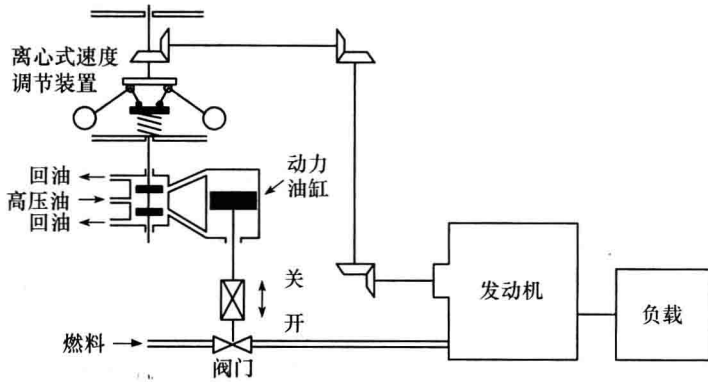 离心式速度
调节装置
回油
高压油
回油
动力
油缸
关
开
发动机
负载
燃料
阀门